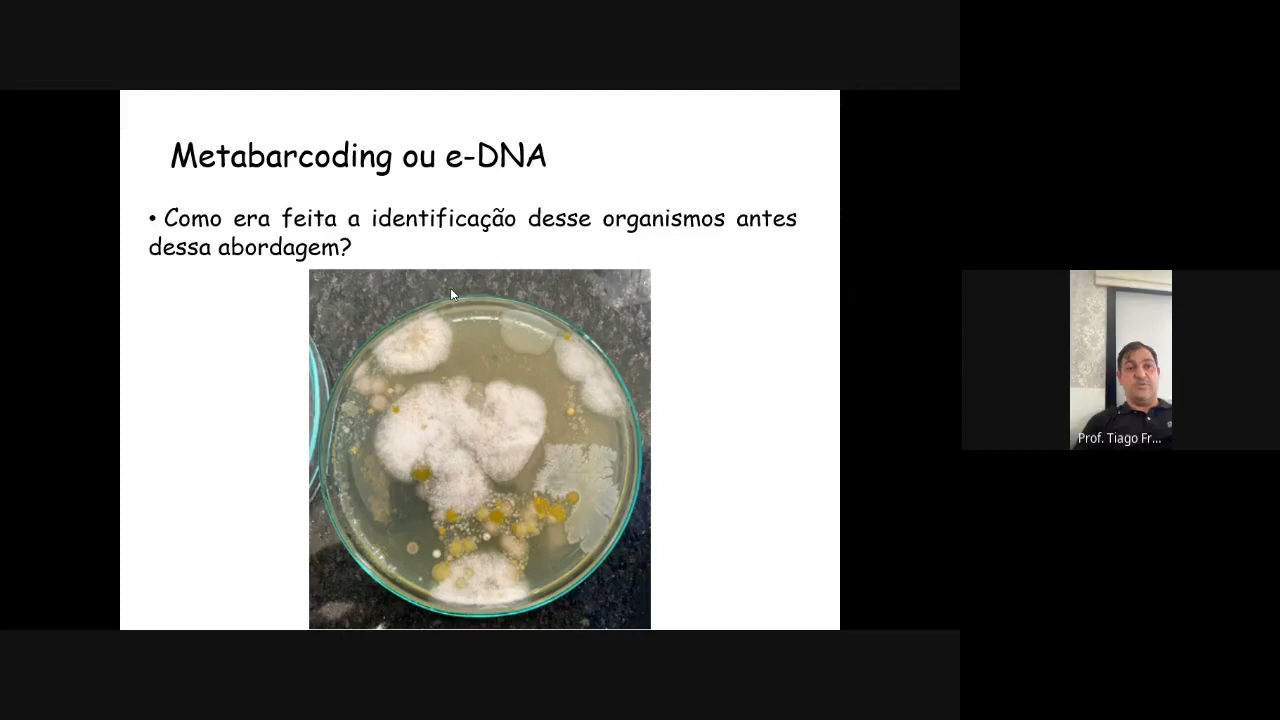 Metabarcoding ou e-DNA
• Como era feita a identificação desse organismos antes
dessa abordagem?
Prof. Tiago Fr...